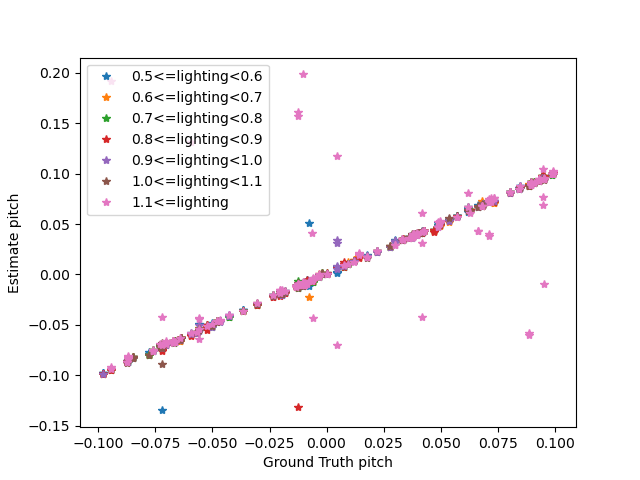 0.20
0.15
0.10
0.05
0.00
−0.05
−0.10
−0.15
Estimate pitch
0.5<=lighting<0.6
0.6<=lighting<0.7
0.7<=lighting<0.8
0.8<=lighting<0.9
0.9<=lighting<1.0
1.0<=lighting<1.1
1.1<=lighting
−0.100 −0.075 −0.050 −0.025 0.000 0.025 0.050 0.075 0.100
Ground Truth pitch